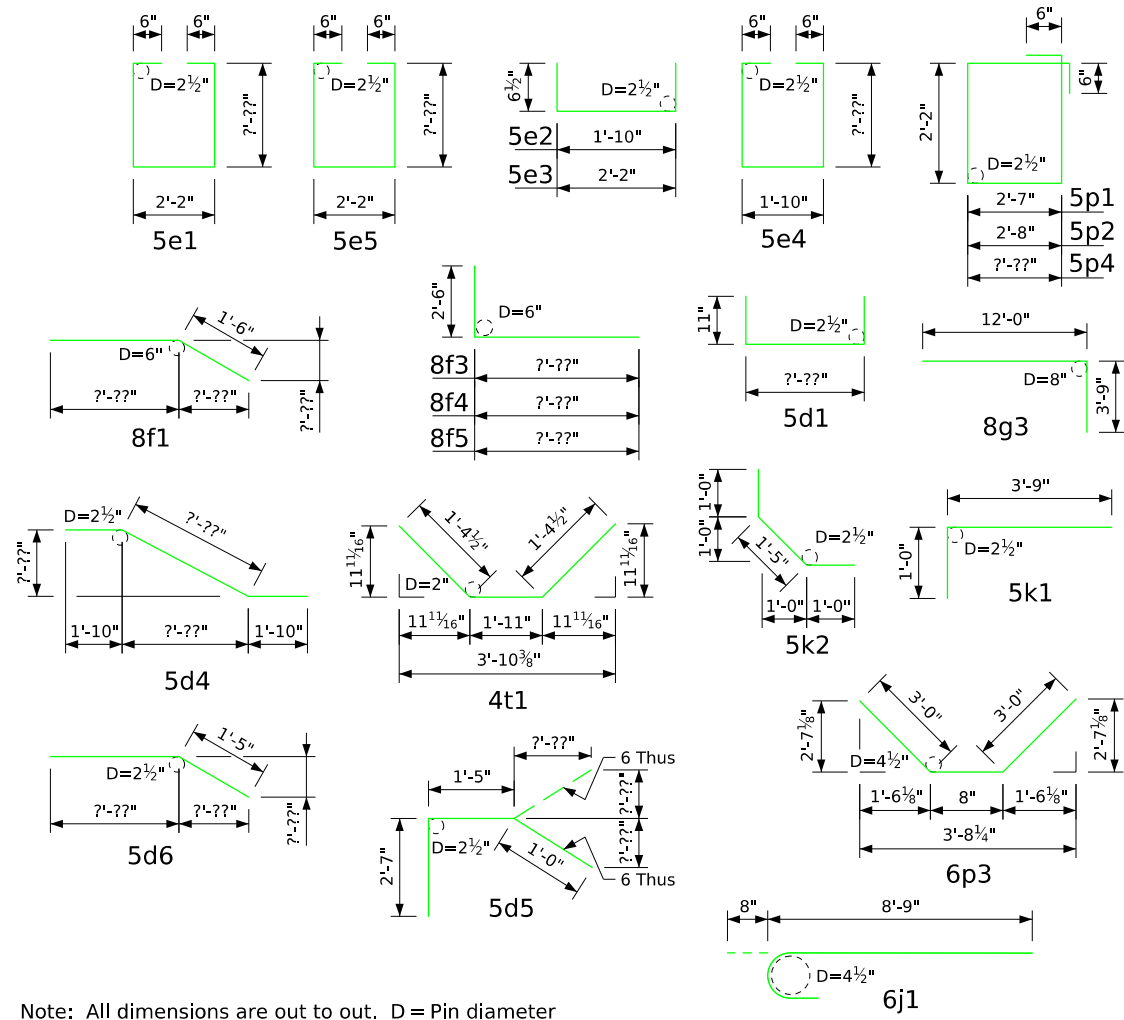 6" 6"
D=2½"
?'-??"
2'-2"
5e1
6" 6"
D=2½"
?'-??"
2'-2"
5e5
6½"
D=2½"
5e2 1'-10"
5e3 2'-2"
6" 6"
D=2½"
?'-??"
1'-10"
5e4
6"
6"
2'-2"
D=2½"
2'-7" 5p1
2'-8" 5p2
?'-??" 5p4
1'-6"
D=6"
?'-??"
?'-??" ?'-??"
8f1
2'-6"
D=6"
8f3 ?'-??"
8f4 ?'-??"
8f5 ?'-??"
11"
D=2½"
?'-??"
5d1
12'-0"
D=8"
3'-9"
8g3
D=2½"
?'-??"
?'-??"
1'-10" ?'-??" 1'-10"
5d4
1'-4½" 1'-4½"
11¹¹⁄₁₆" 11¹¹⁄₁₆"
D=2"
11¹¹⁄₁₆" 1'-11" 11¹¹⁄₁₆"
3'-10⅜"
4t1
1'-0"
1'-0"
D=2½"
1'-5"
1'-0" 1'-0"
5k2
3'-9"
D=2½"
1'-0"
5k1
1'-5"
D=2½"
?'-??"
?'-??" ?'-??"
5d6
?'-??"
6 Thus
1'-5"
?'-??"
D=2½"
?'-??"
2'-7"
1'-0"
6 Thus
5d5
3'-0" 3'-0"
2'-7⅛" 2'-7⅛"
D=4½"
1'-6⅛" 8" 1'-6⅛"
3'-8¼"
6p3
8" 8'-9"
D=4½"
6j1
Note: All dimensions are out to out. D = Pin diameter